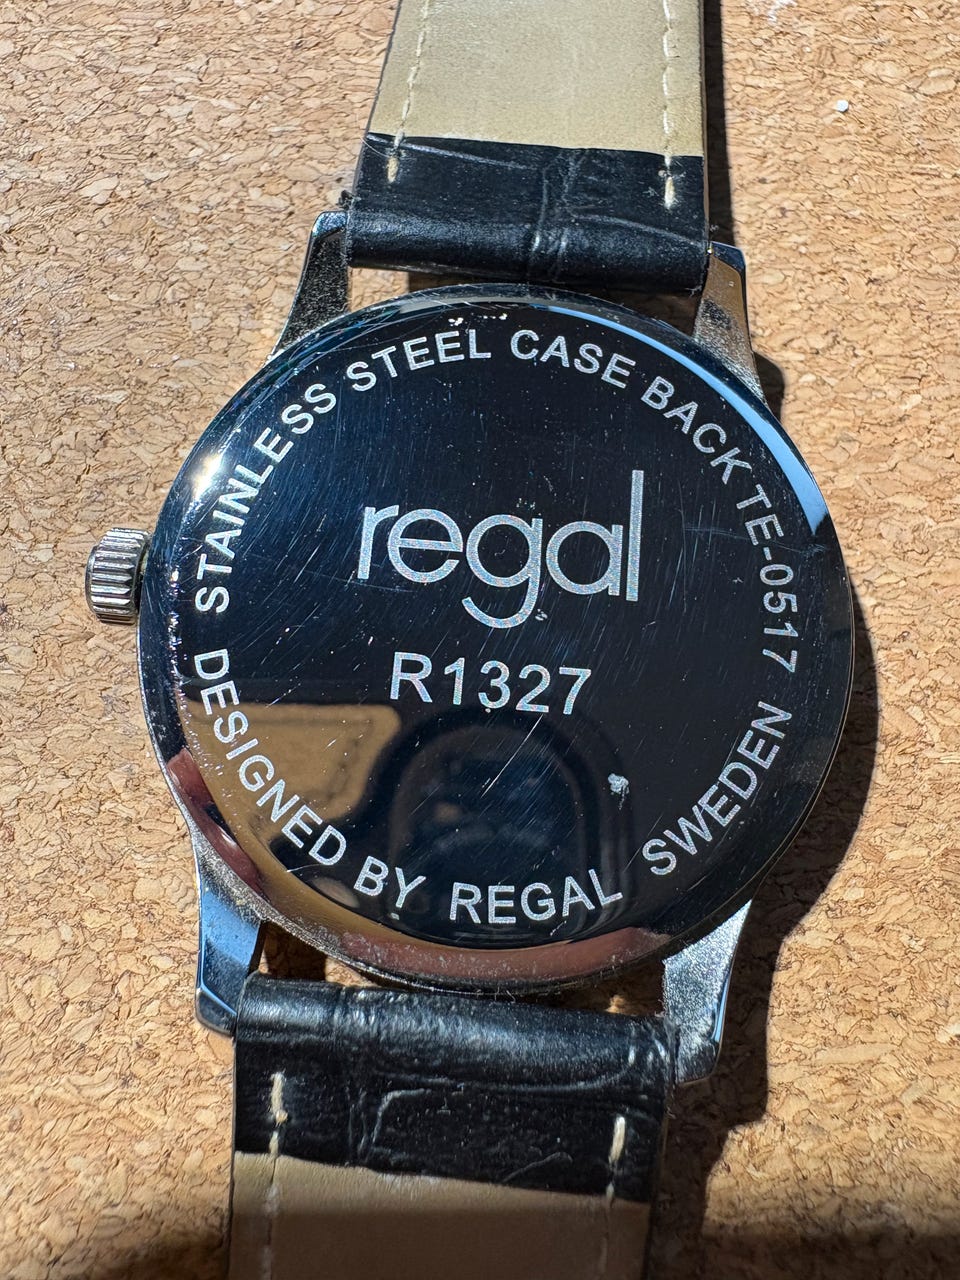 STAINLESS STEEL CASE BACK TE-0517
regal
R1327
DESIGNED BY REGAL SWEDEN